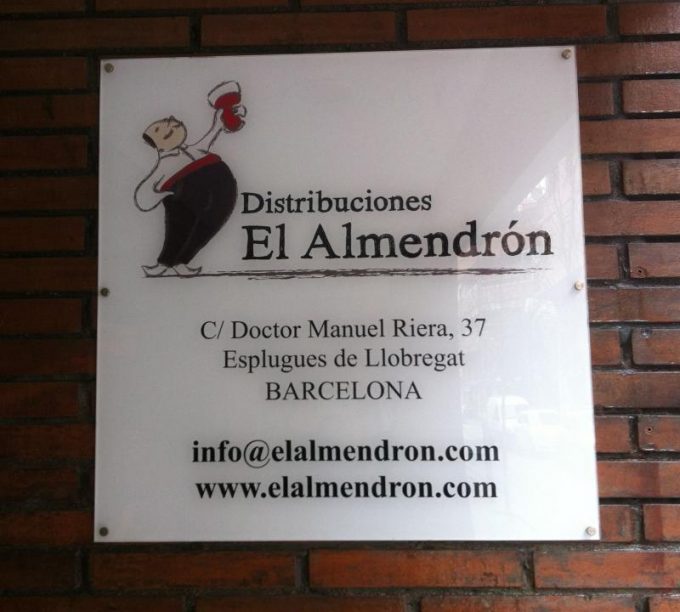 Distribuciones
El Almendrón
C/ Doctor Manuel Riera, 37
Esplugues de Llobregat
BARCELONA
info@elalmendron.com
www.elalmendron.com